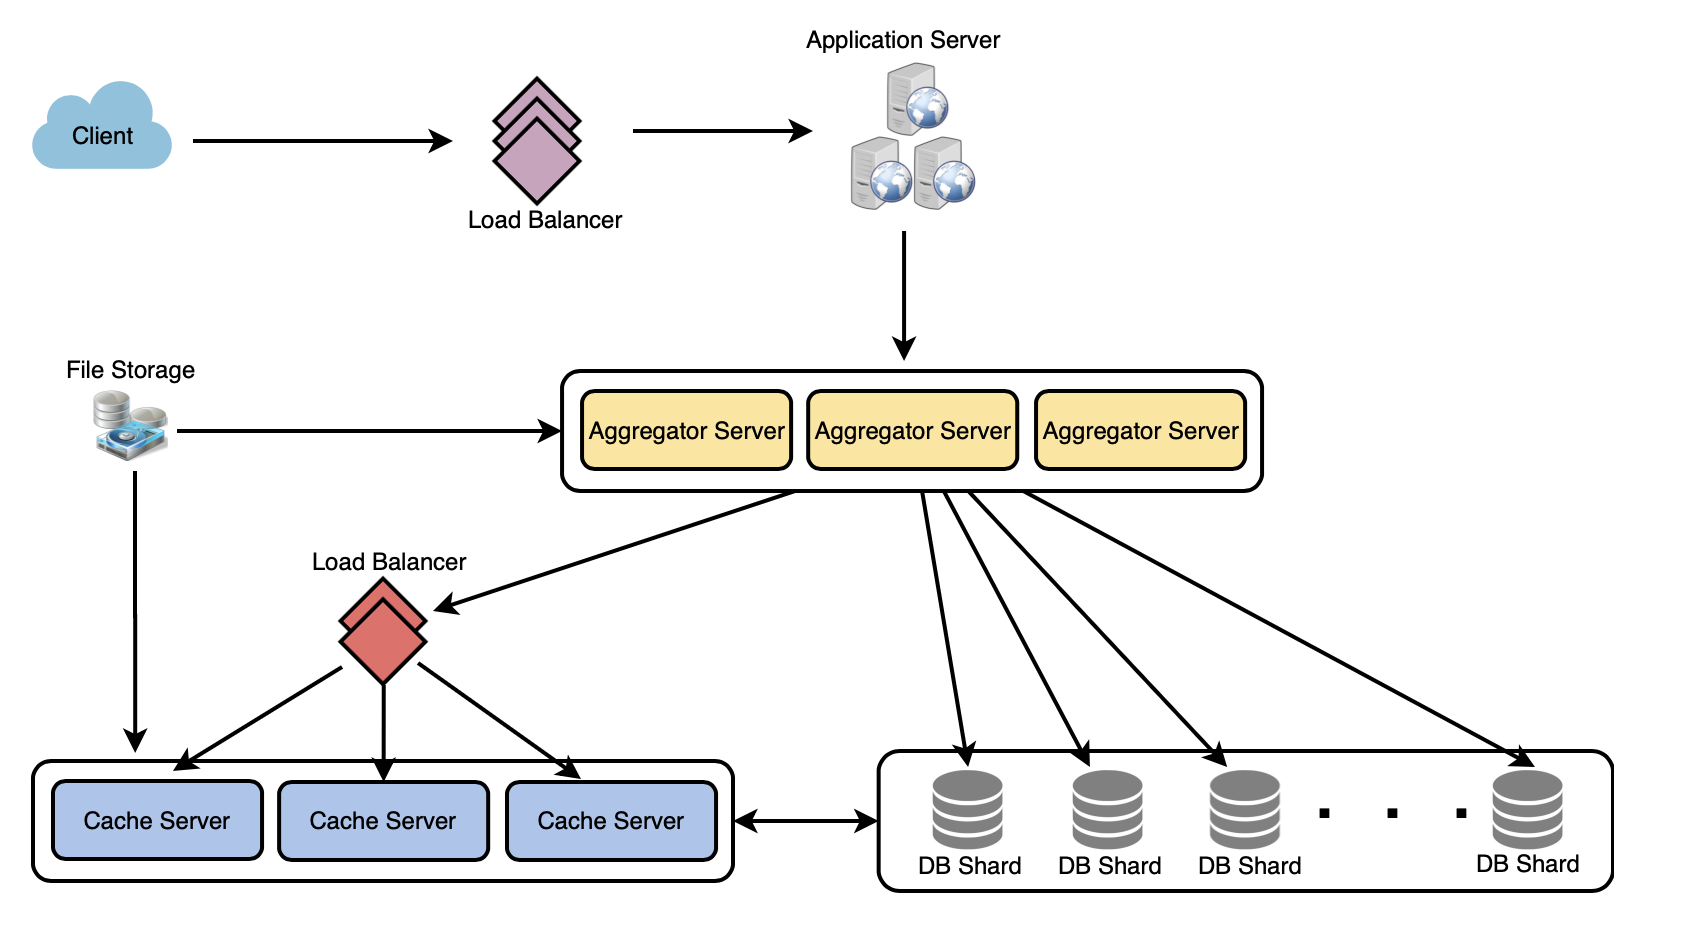 Application Server
Client
Load Balancer
File Storage
Aggregator Server
Aggregator Server
Aggregator Server
Load Balancer
Cache Server
Cache Server
Cache Server
DB Shard
DB Shard
DB Shard
DB Shard